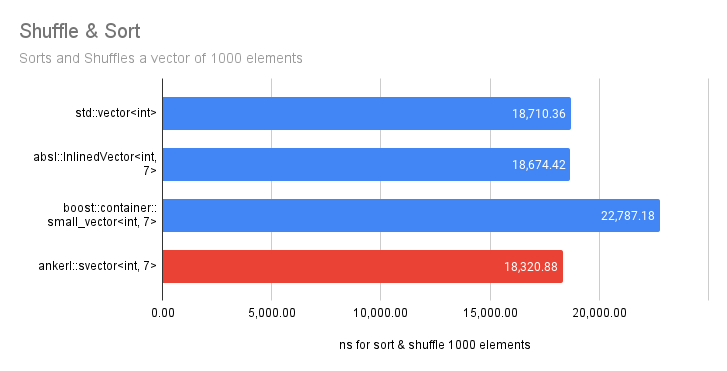 Shuffle & Sort
Sorts and Shuffles a vector of 1000 elements
std::vector<int>
18,710.36
absl::InlinedVector<int,
7>
18,674.42
boost::container::
small_vector<int, 7>
22,787.18
ankerl::svector<int, 7>
18,320.88
0.00 5,000.00 10,000.00 15,000.00 20,000.00
ns for sort & shuffle 1000 elements